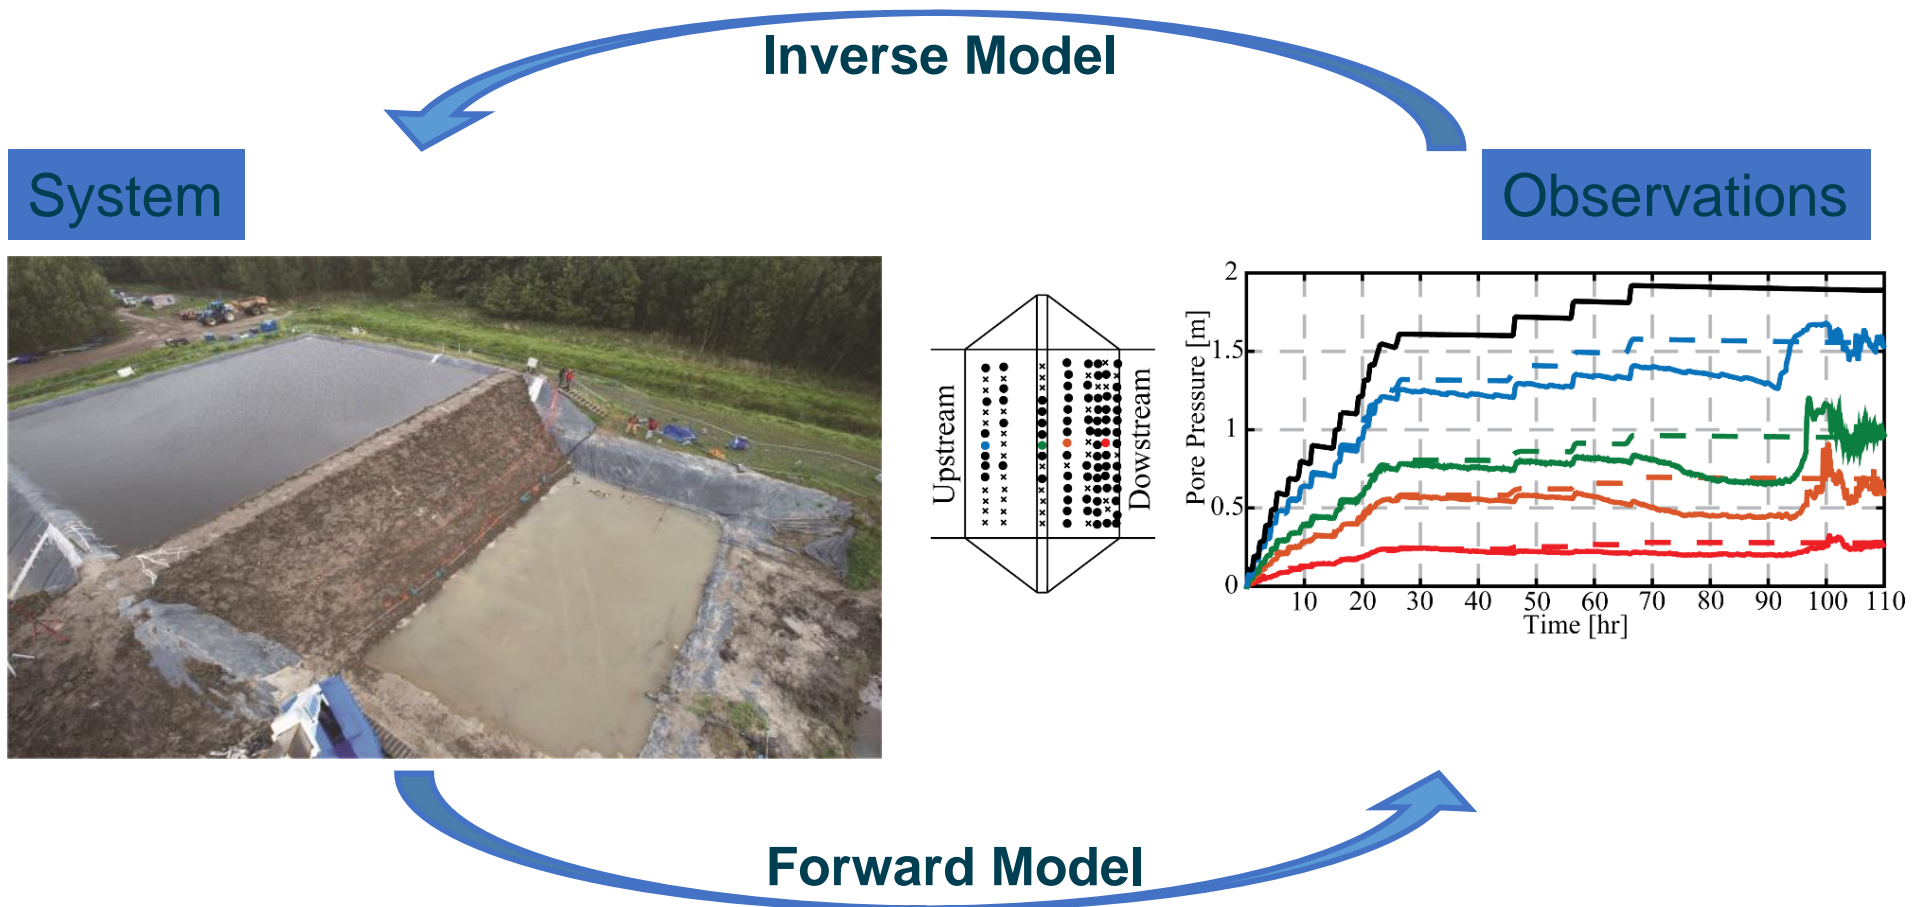 Inverse Model
System
Observations
Upstream
Dowstream
Pore Pressure [m]
2
1.5
1
0.5
0
10 20 30 40 50 60 70 80 90 100 110
Time [hr]
Forward Model